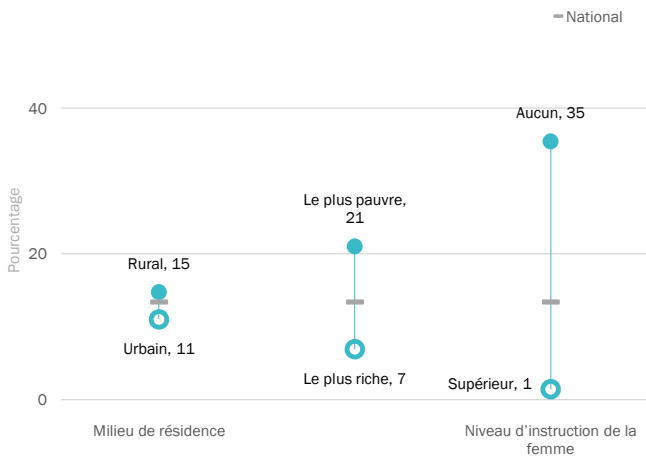 National
40
Aucun, 35
Le plus pauvre,
21
Pourcentage
20
Rural, 15
Urbain, 11
Le plus riche, 7
Supérieur, 1
0
Milieu de résidence
Niveau d’instruction de la
femme